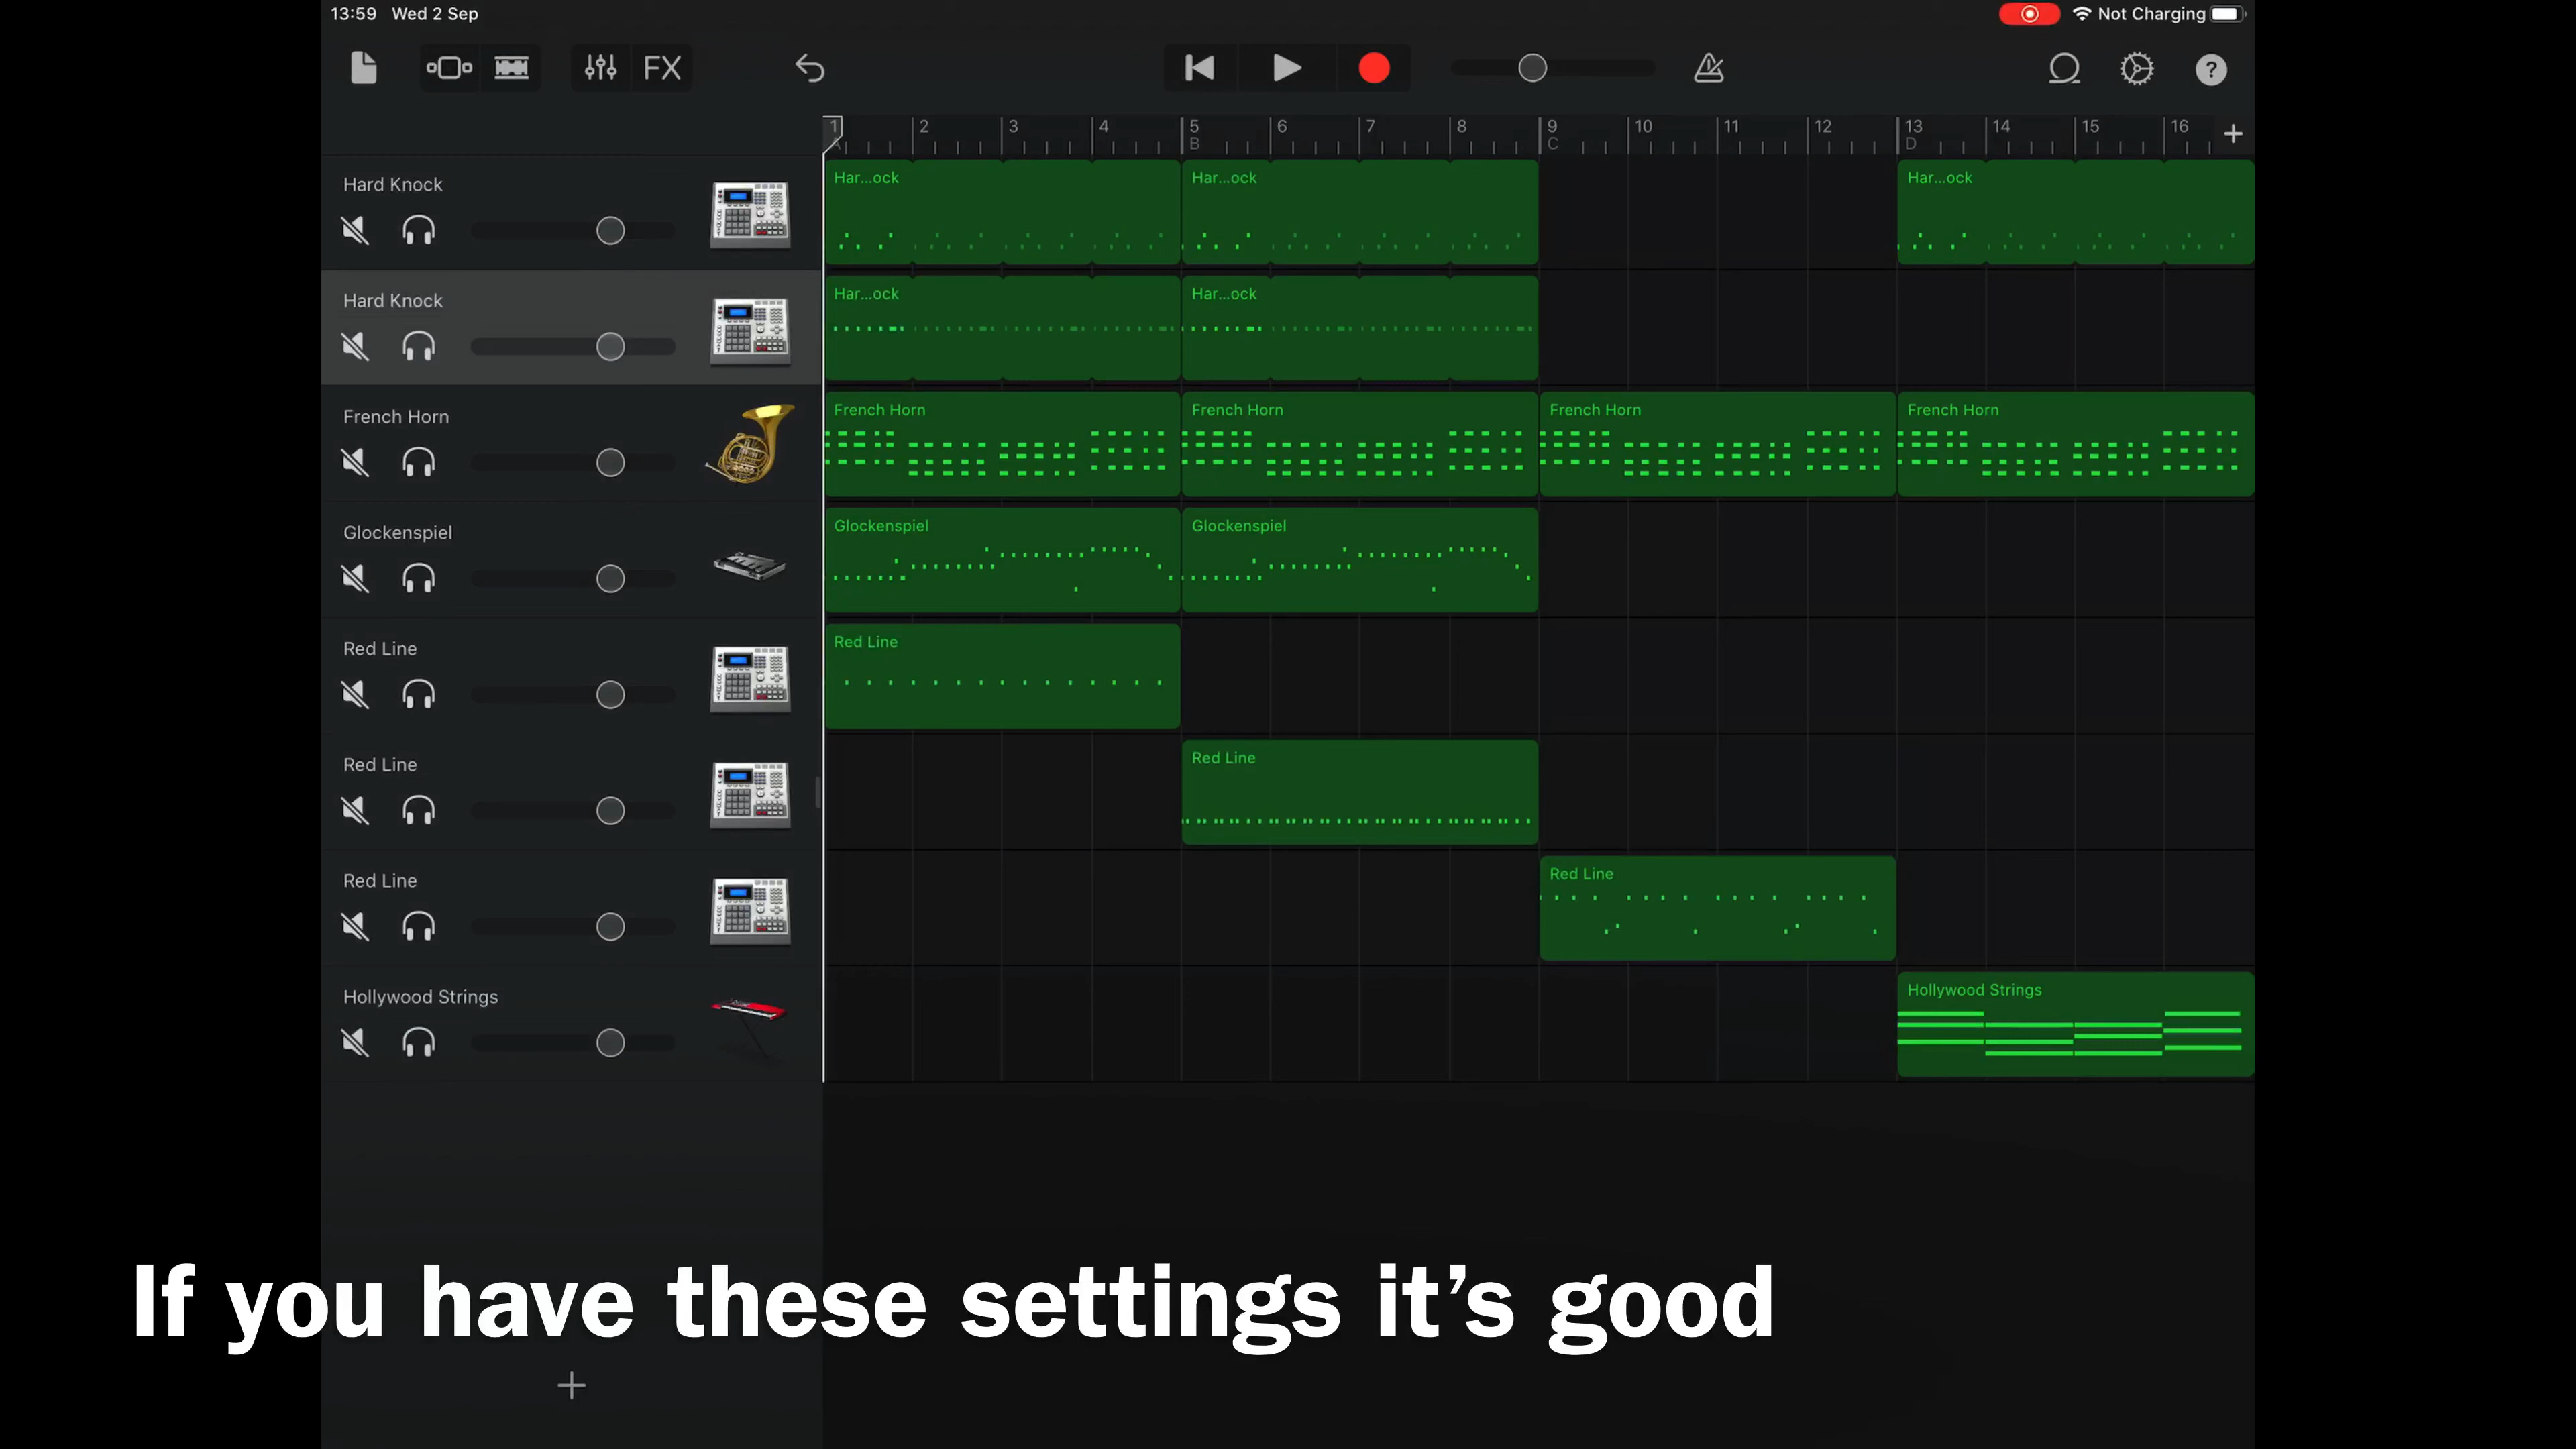 13:59 Wed 2 Sep Not Charging
FX ?
1 2 3 4 5 6 7 8 9 10 11 12 13 14 15 16 +
A B C D
Hard Knock
Har...ock Har...ock Har...ock
Hard Knock
Har...ock Har...ock
French Horn
French Horn French Horn French Horn French Horn
Glockenspiel
Glockenspiel Glockenspiel
Red Line
Red Line
Red Line
Red Line
Red Line
Red Line
Hollywood Strings
Hollywood Strings
If you have these settings it’s good
+